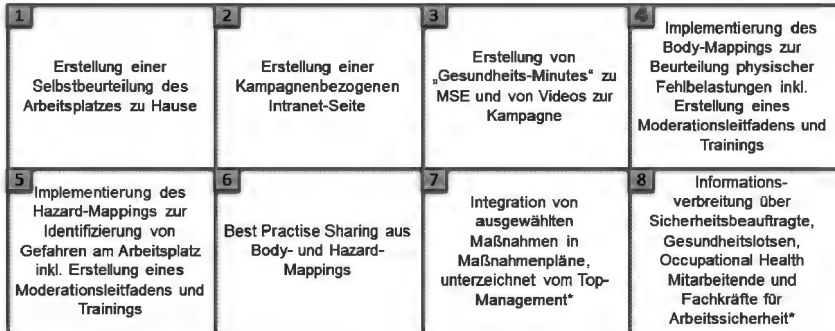 1
Erstellung einer
Selbstbeurteilung des
Arbeitsplatzes zu Hause
2
Erstellung einer
Kampagnenbezogenen
Intranet-Seite
3
Erstellung von
„Gesundheits-Minutes“ zu
MSE und von Videos zur
Kampagne
4
Implementierung des
Body-Mappings zur
Beurteilung physischer
Fehlbelastungen inkl.
Erstellung eines
Moderationsleitfadens und
Trainings
5
Implementierung des
Hazard-Mappings zur
Identifizierung von
Gefahren am Arbeitsplatz
inkl. Erstellung eines
Moderationsleitfadens und
Trainings
6
Best Practise Sharing aus
Body- und Hazard-
Mappings
7
Integration von
ausgewählten
Maßnahmen in
Maßnahmenpläne,
unterzeichnet vom Top-
Management*
8
Informations-
verbreitung über
Sicherheitsbeauftragte,
Gesundheitslotsen,
Occupational Health
Mitarbeitende und
Fachkräfte für
Arbeitssicherheit*